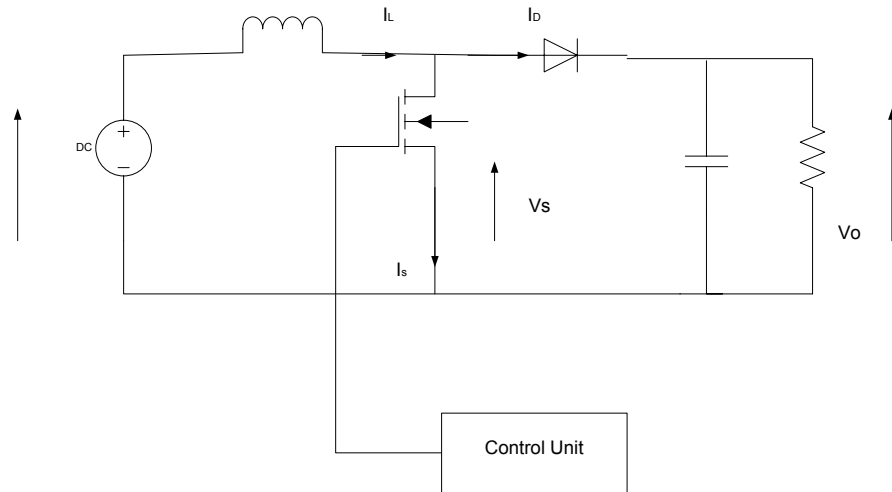 IL
ID
+
DC
−
Vs
Vo
Is
Control Unit